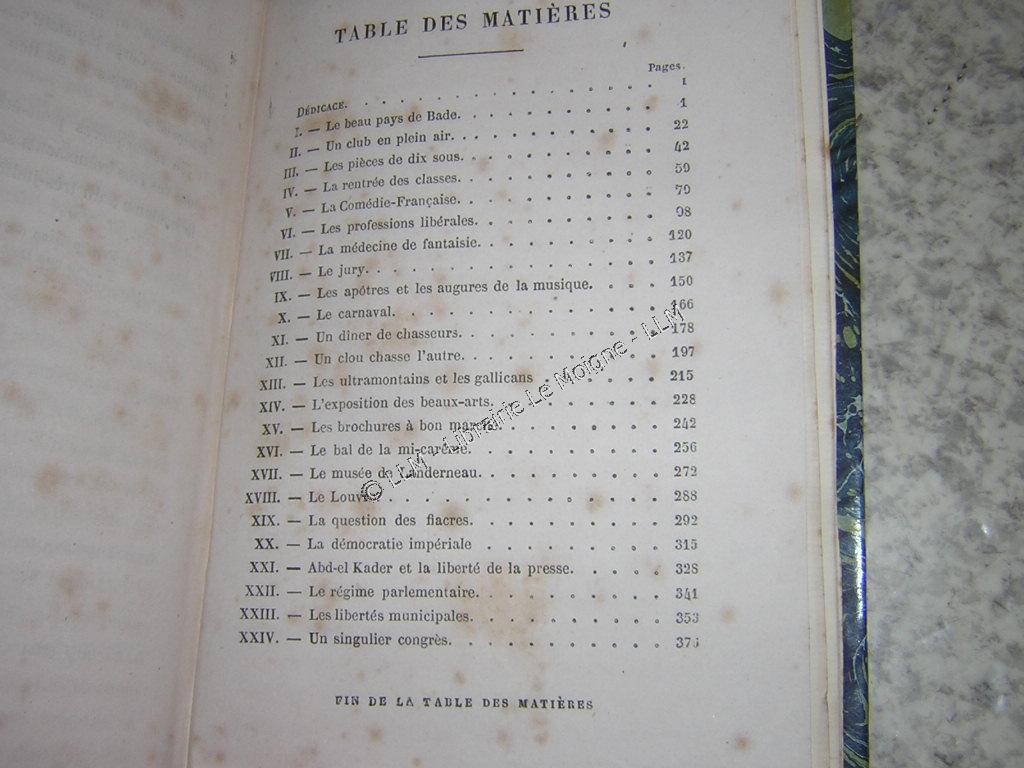 TABLE DES MATIÈRES
Pages.
DÉDICACE. . . . . . . . . . . . I
I. — Le beau pays de Bade. . . . . . . . . . 1
II. — Un club en plein air. . . . . . . . . . 22
III. — Les pièces de dix sous. . . . . . . . . . 42
IV. — La rentrée des classes. . . . . . . . . . 59
V. — La Comédie-Française. . . . . . . . . . 79
VI. — Les professions libérales. . . . . . . . . 98
VII. — La médecine de fantaisie. . . . . . . . . 120
VIII. — Le jury. . . . . . . . . . . . 137
IX. — Les apôtres et les augures de la musique. . . . 150
X. — Le carnaval. . . . . . . . . . . 166
XI. — Un dîner de chasseurs. . . . . . . . . 178
XII. — Un clou chasse l'autre. . . . . . . . . 197
XIII. — Les ultramontains et les gallicans . . . . . . 215
XIV. — L'exposition des beaux-arts. . . . . . . . 228
XV. — Les brochures à bon marché. . . . . . . . 242
XVI. — Le bal de la mi-carême. . . . . . . . . 256
XVII. — Le musée de Landerneau. . . . . . . . . 272
XVIII. — Le Louvre . . . . . . . . . . . 288
XIX. — La question des fiacres. . . . . . . . . 292
XX. — La démocratie impériale . . . . . . . . 315
XXI. — Abd-el Kader et la liberté de la presse. . . . . 328
XXII. — Le régime parlementaire. . . . . . . . . 341
XXIII. — Les libertés municipales. . . . . . . . . 353
XXIV. — Un singulier congrès. . . . . . . . . .
FIN DE LA TABLE DES MATIÈRES
© LLM - Librairie Le Moigne - LLM